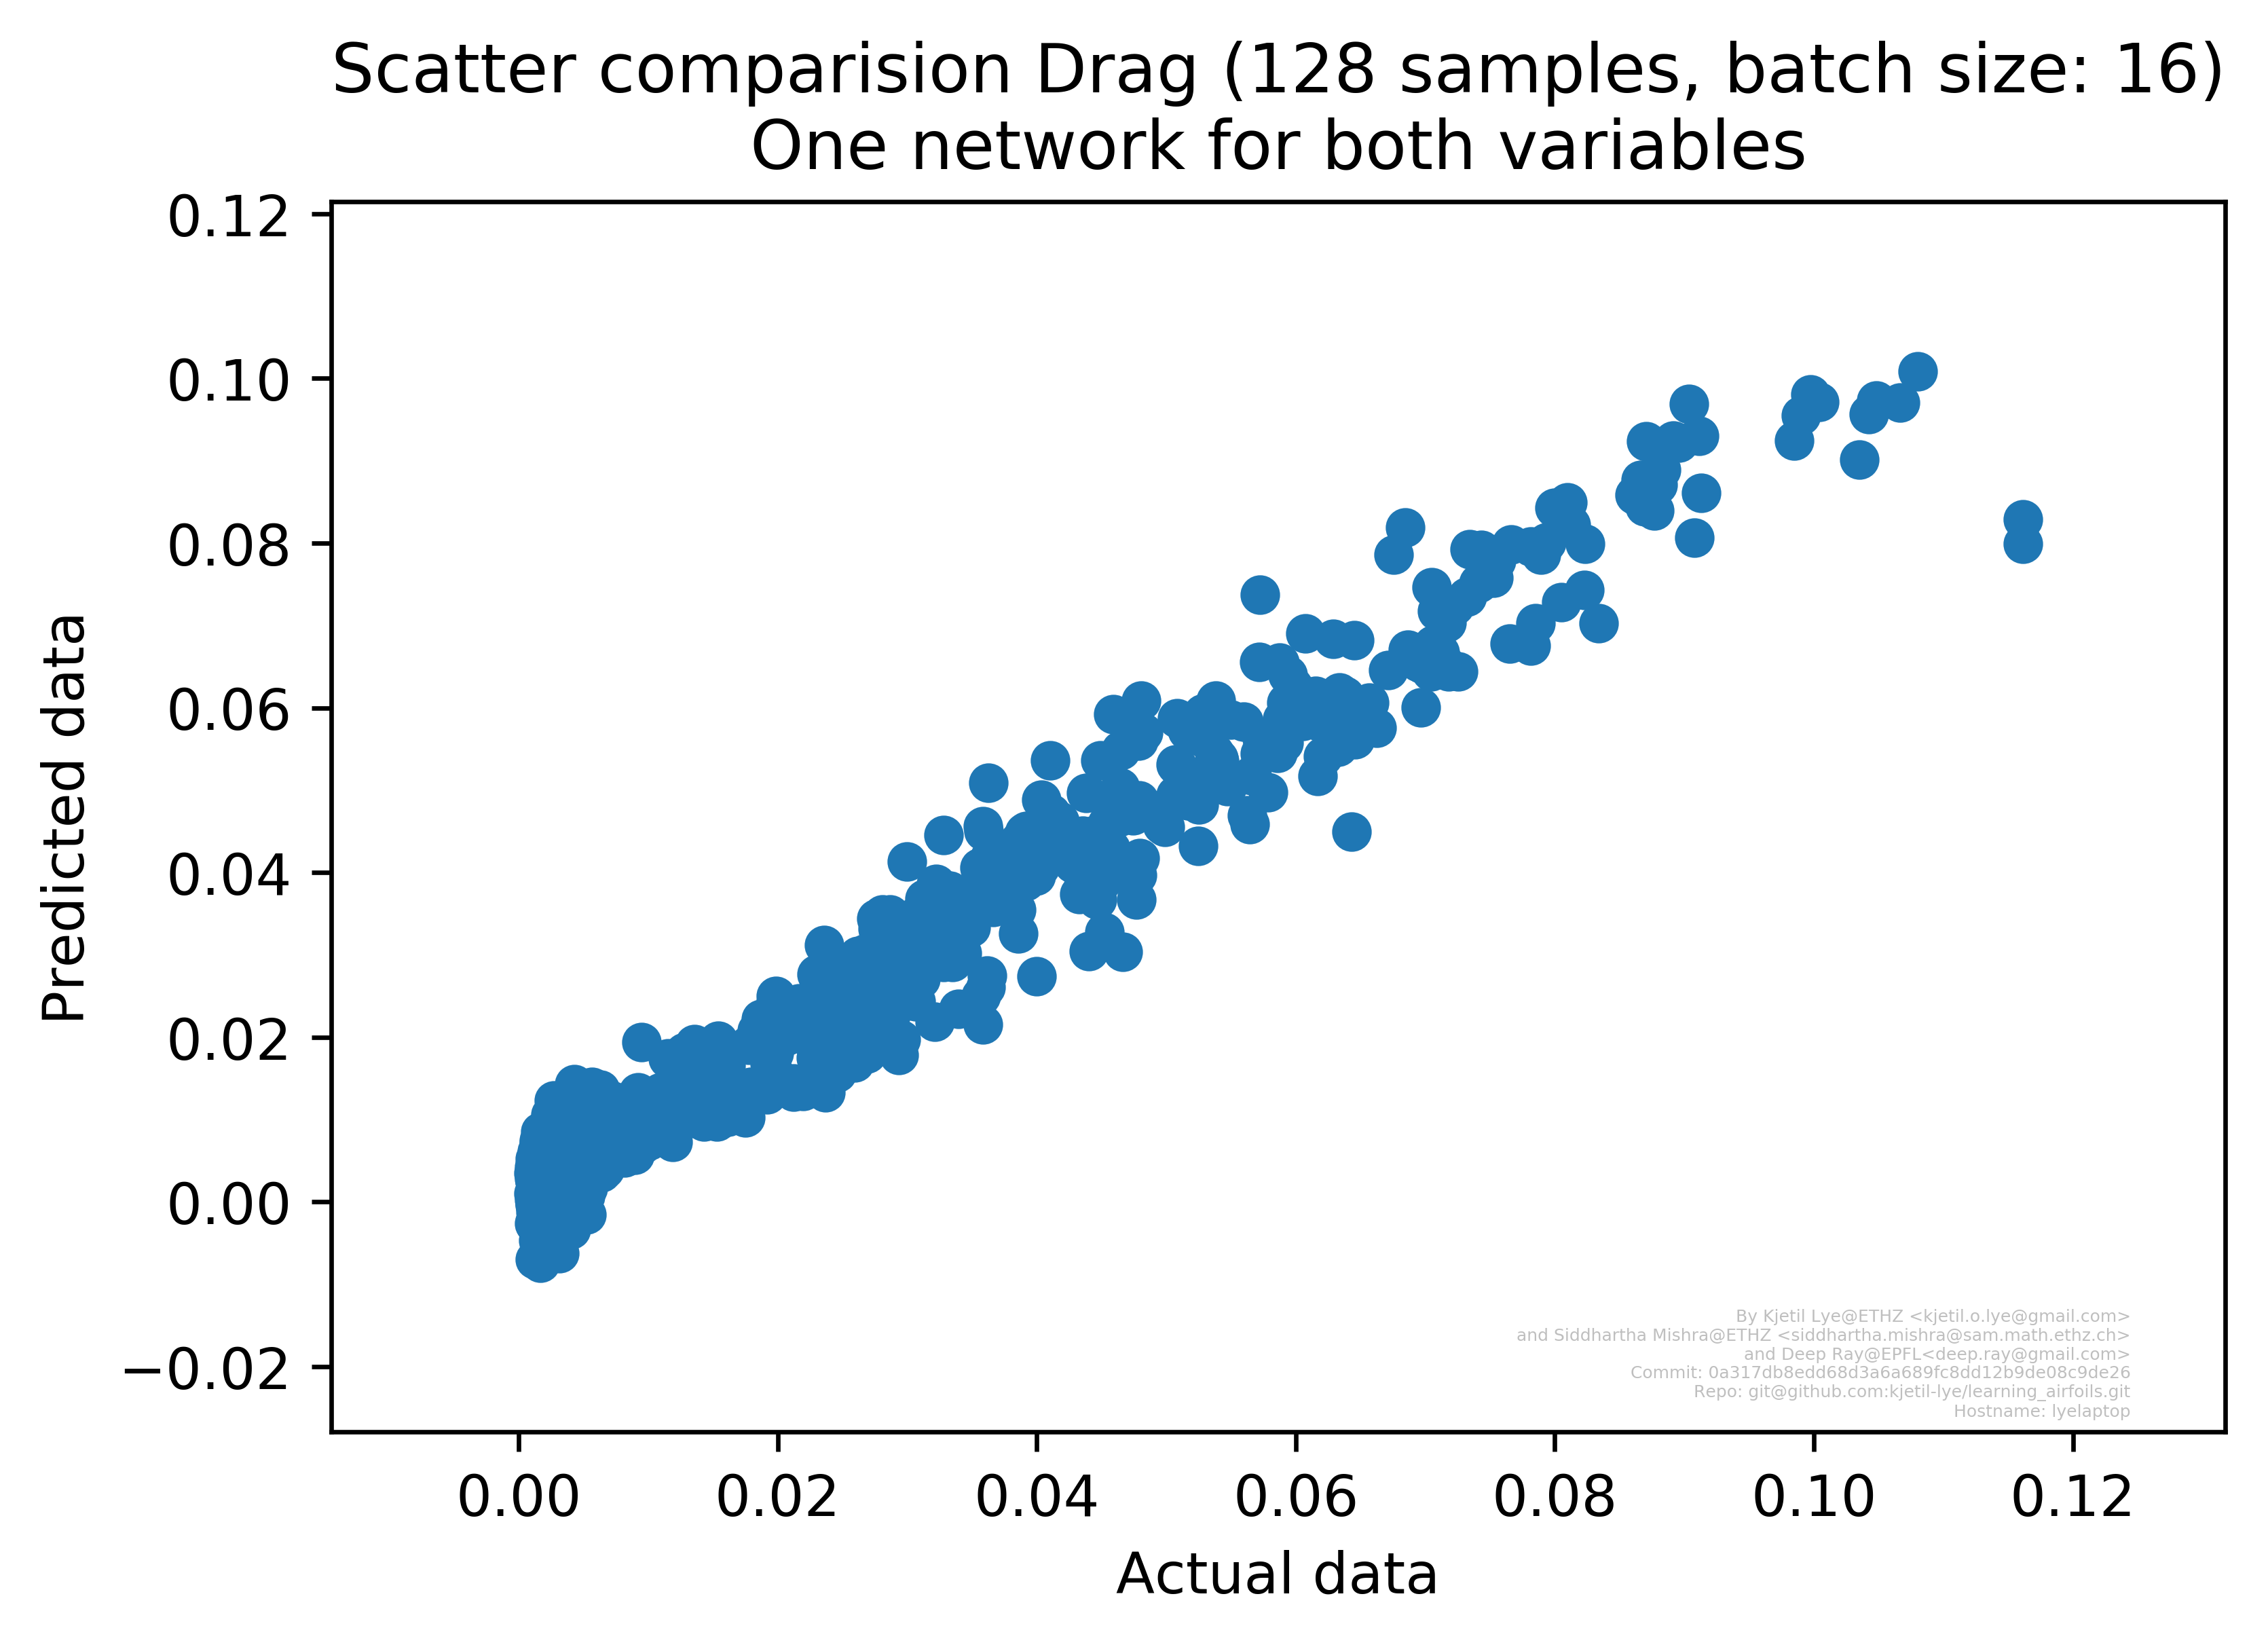 Scatter comparision Drag (128 samples, batch size: 16)
One network for both variables
0.12
0.10
0.08
0.06
0.04
0.02
0.00
−0.02
Predicted data
By Kjetil Lye@ETHZ <kjetil.o.lye@gmail.com>
and Siddhartha Mishra@ETHZ <siddhartha.mishra@sam.math.ethz.ch>
and Deep Ray@EPFL<deep.ray@gmail.com>
Commit: 0a317db8edd68d3a6a689fc8dd12b9de08c9de26
Repo: git@github.com:kjetil-lye/learning_airfoils.git
Hostname: lyelaptop
0.00 0.02 0.04 0.06 0.08 0.10 0.12
Actual data